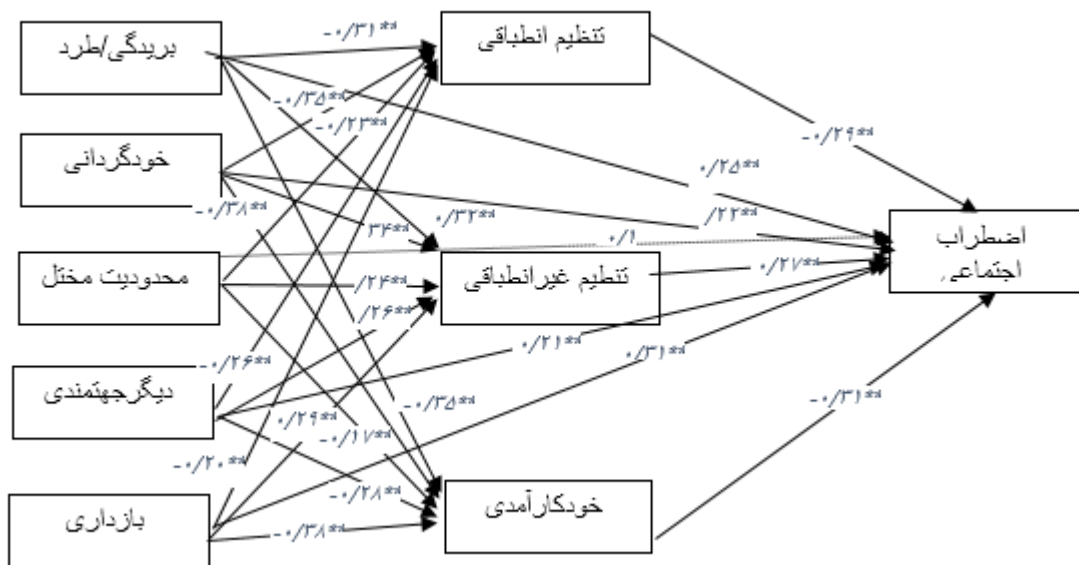 بریدگی/طرد
تنظیم انطباقی
-۰/۳۱**
-۰/۳۵**
-۰/۲۳**
-۰/۲۹**
خودگردانی
۰/۲۵**
-۰/۳۸**
۳۴**
۰/۳۲**
/۲۲**
اضطراب
اجتماعی
۰/۱
محدودیت مختل
تنطیم غیرانطباقی
/۲۴**
۰/۲۷**
/۲۶**
۰/۲۱**
۰/۳۱**
دیگرجهتمندی
-۰/۲۶**
-۰/۳۵**
-۰/۳۱**
۰/۲۹**
-۰/۱۷**
-۰/۲۰**
-۰/۲۸**
بازداری
-۰/۳۸**
خودکارآمدی